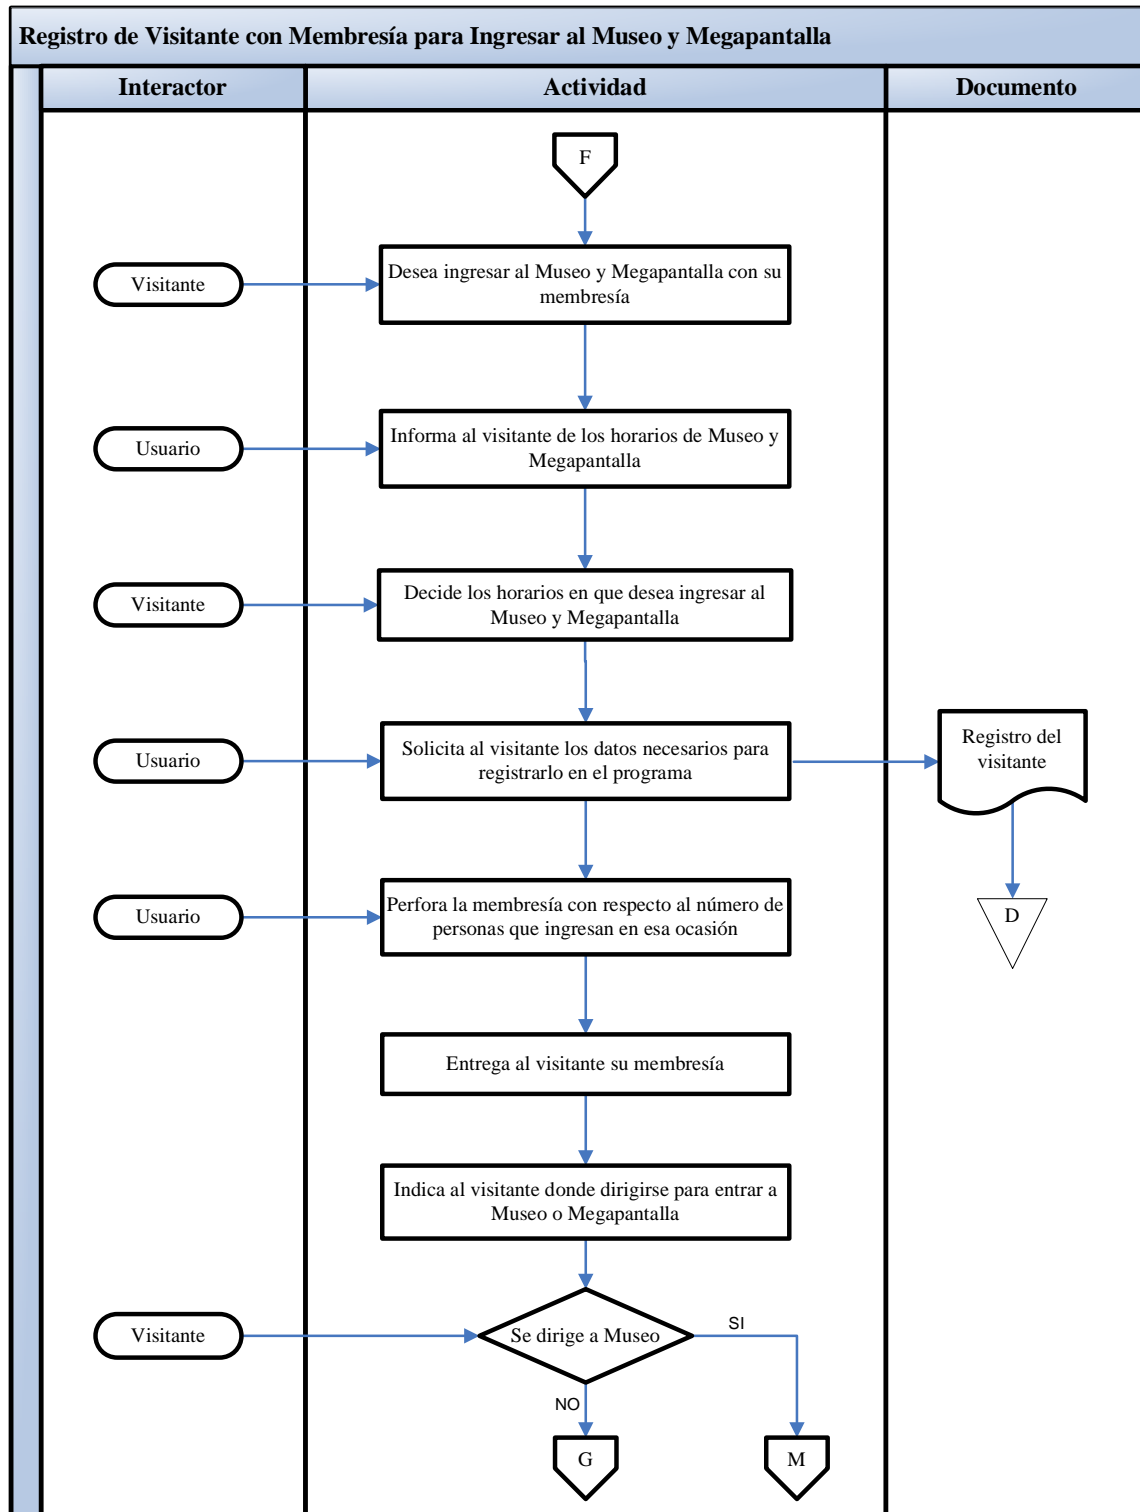 Registro de Visitante con Membresía para Ingresar al Museo y Megapantalla
Interactor
Actividad
Documento
F
Visitante
Desea ingresar al Museo y Megapantalla con su
membresía
Usuario
Informa al visitante de los horarios de Museo y
Megapantalla
Visitante
Decide los horarios en que desea ingresar al
Museo y Megapantalla
Usuario
Solicita al visitante los datos necesarios para
registrarlo en el programa
Registro del
visitante
Usuario
Perfora la membresía con respecto al número de
personas que ingresan en esa ocasión
D
Entrega al visitante su membresía
Indica al visitante donde dirigirse para entrar a
Museo o Megapantalla
Visitante
Se dirige a Museo
SI
NO
G
M